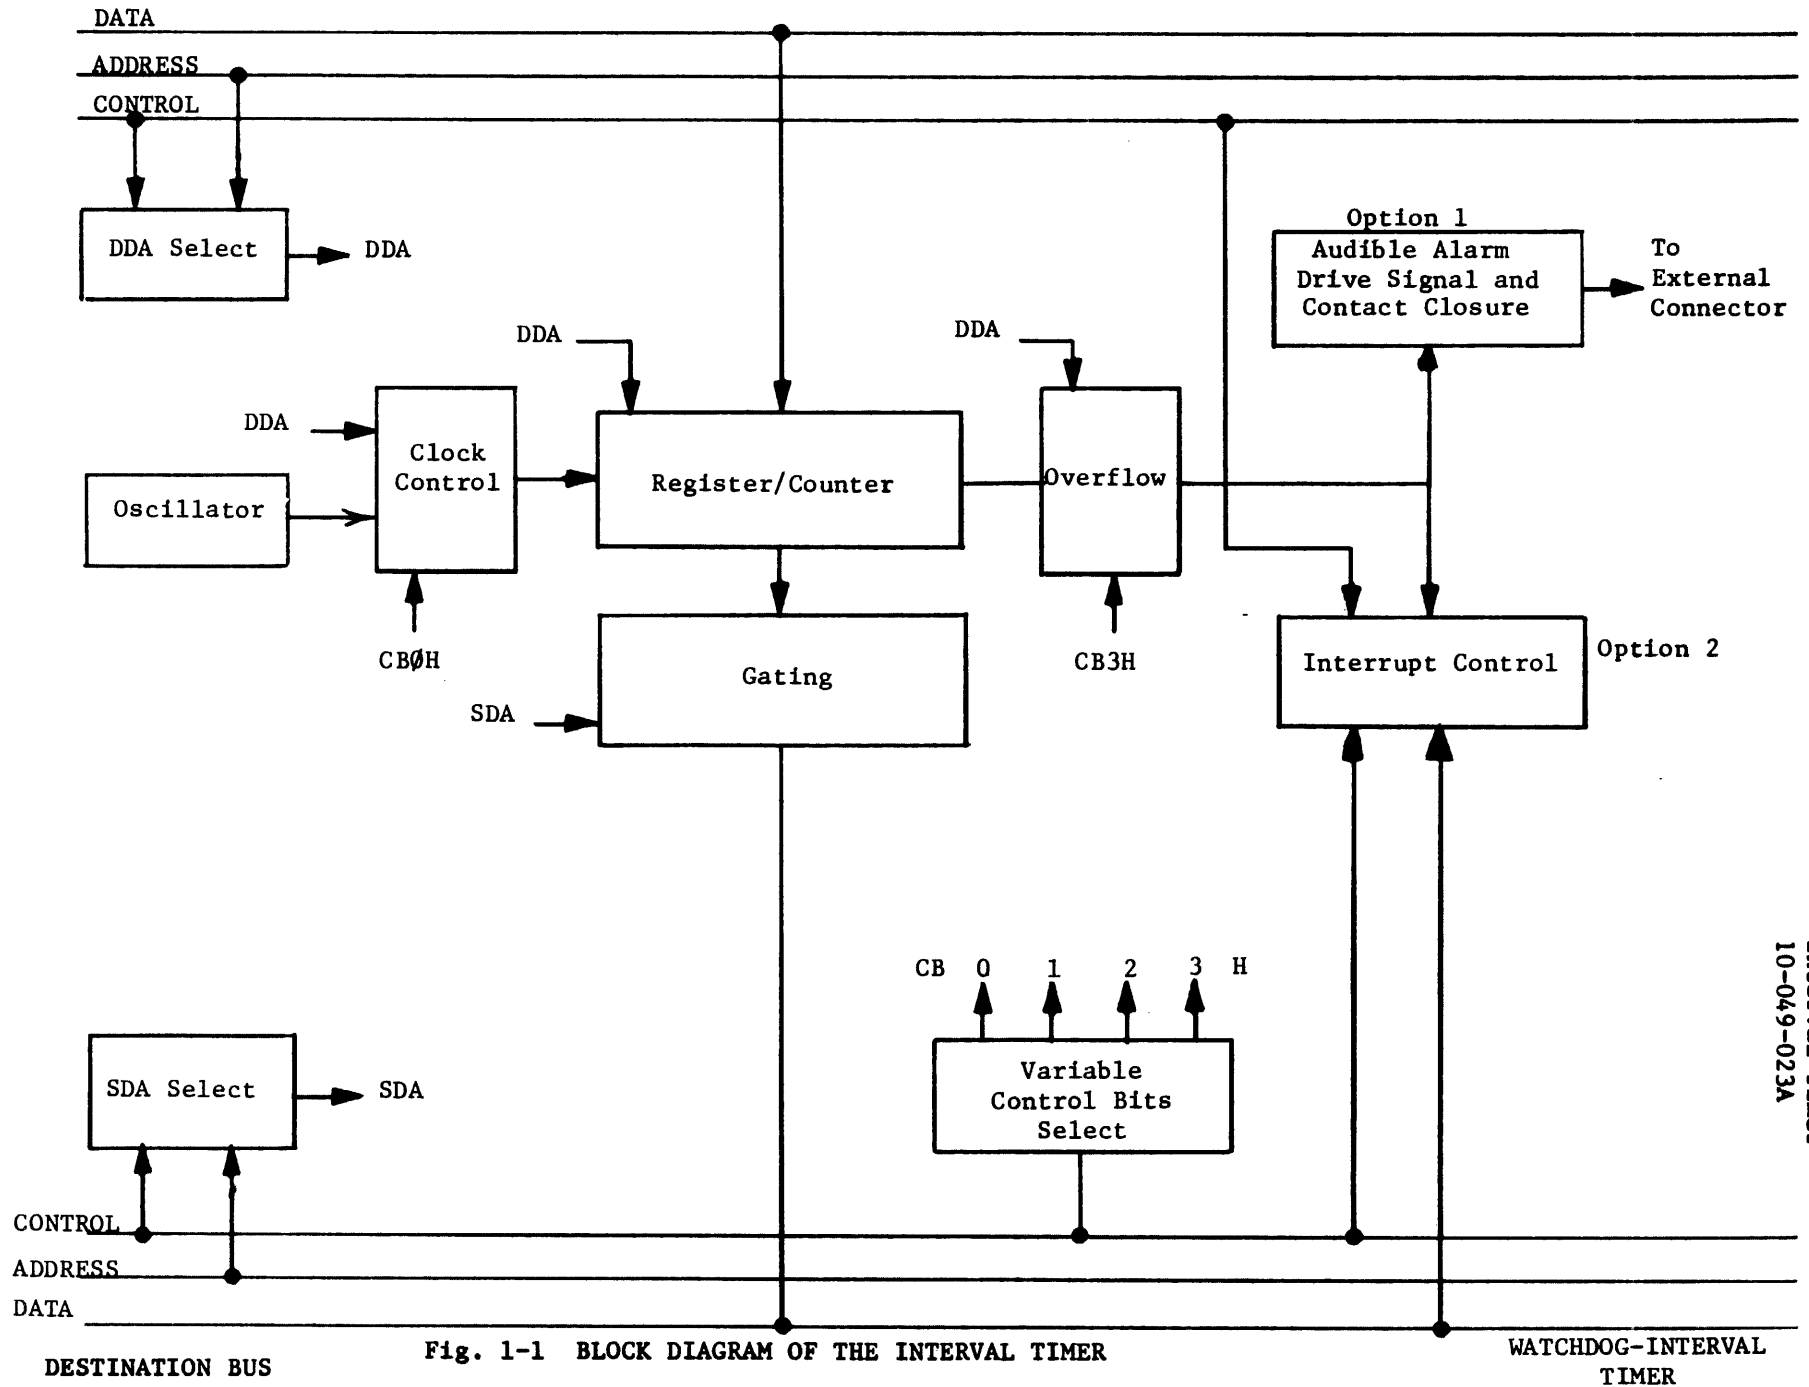 DATA
ADDRESS
CONTROL
DDA Select
DDA
Option 1
Audible Alarm
Drive Signal and
Contact Closure
To
External
Connector
DDA
DDA
DDA
Clock
Control
Oscillator
Register/Counter
Overflow
CBØH
Gating
SDA
CB3H
Interrupt Control
Option 2
CB 0 1 2 3 H
Variable
Control Bits
Select
SDA Select
SDA
10-049-023A
CONTROL
ADDRESS
DATA
DESTINATION BUS
Fig. 1-1 BLOCK DIAGRAM OF THE INTERVAL TIMER
WATCHDOG-INTERVAL
TIMER